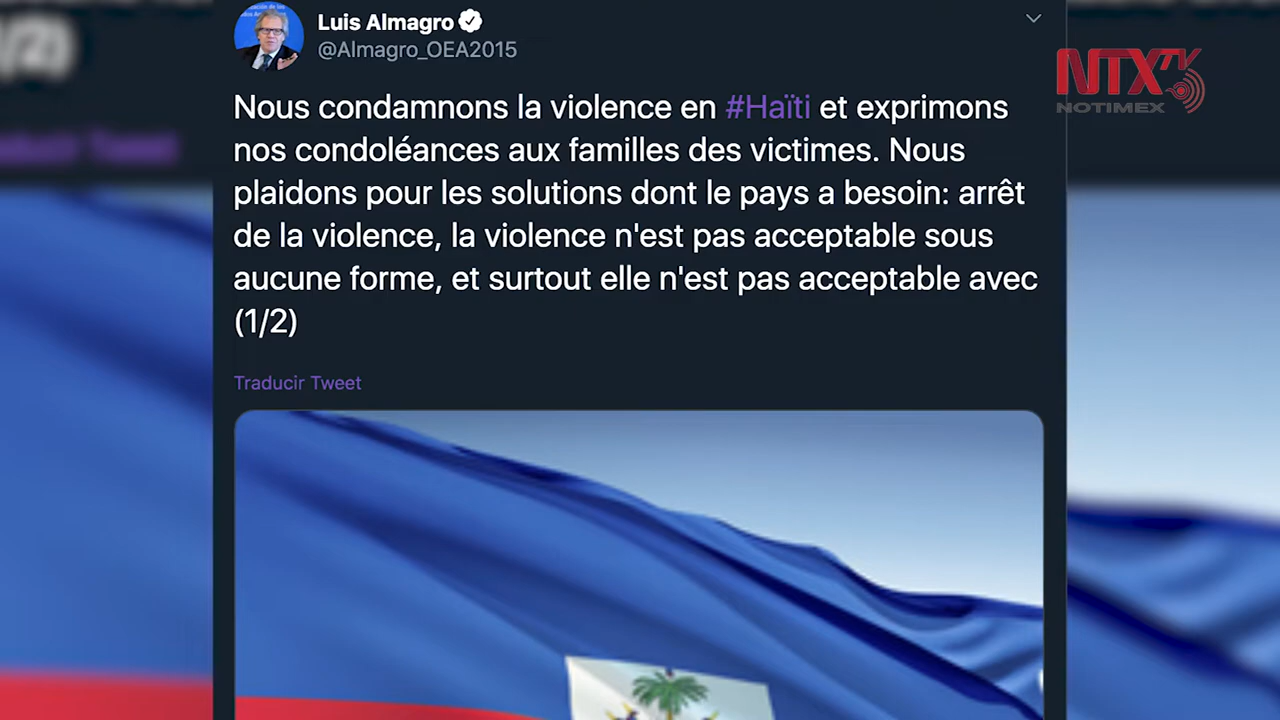 Luis Almagro
@Almagro_OEA2015
NTXTV
NOTIMEX
Nous condamnons la violence en #Haïti et exprimons
nos condoléances aux familles des victimes. Nous
plaidons pour les solutions dont le pays a besoin: arrêt
de la violence, la violence n'est pas acceptable sous
aucune forme, et surtout elle n'est pas acceptable avec
(1/2)
Traducir Tweet